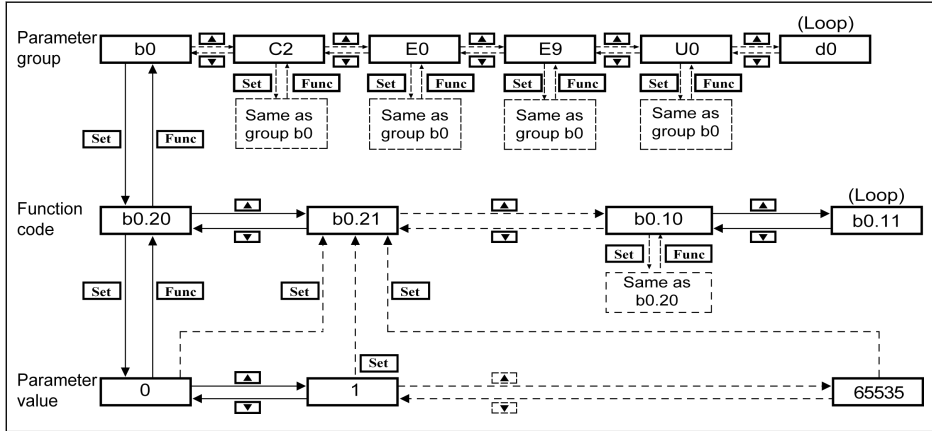 Parameter
group
b0
▲
▼
C2
▲
▼
E0
▲
▼
E9
▲
▼
U0
▲
▼
(Loop)
d0
Set
Func
Same as
group b0
Set
Func
Same as
group b0
Set
Func
Same as
group b0
Set
Func
Same as
group b0
Set
Func
Function
code
b0.20
▲
▼
b0.21
▲
▼
b0.10
▲
▼
(Loop)
b0.11
Set
Func
Same as
b0.20
Set
Func
Set
Set
Set
Parameter
value
0
▲
▼
1
▲
▼
65535